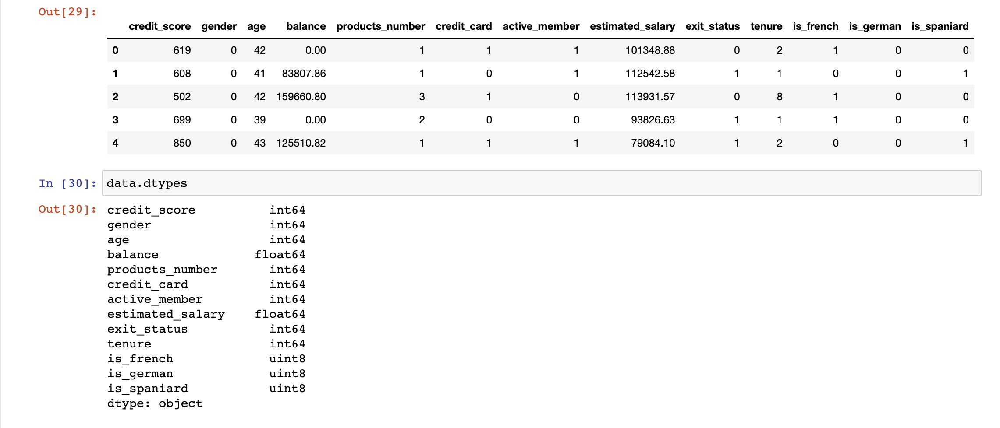 Out[29]:
credit_score gender age balance products_number credit_card active_member estimated_salary exit_status tenure is_french is_german is_spaniard
0 619 0 42 0.00 1 1 1 101348.88 0 2 1 0 0
1 608 0 41 83807.86 1 0 1 112542.58 1 1 0 0 1
2 502 0 42 159660.80 3 1 0 113931.57 0 8 1 0 0
3 699 0 39 0.00 2 0 0 93826.63 1 1 1 0 0
4 850 0 43 125510.82 1 1 1 79084.10 1 2 0 0 1
In [30]: data.dtypes
Out[30]: credit_score int64
gender int64
age int64
balance float64
products_number int64
credit_card int64
active_member int64
estimated_salary float64
exit_status int64
tenure int64
is_french uint8
is_german uint8
is_spaniard uint8
dtype: object